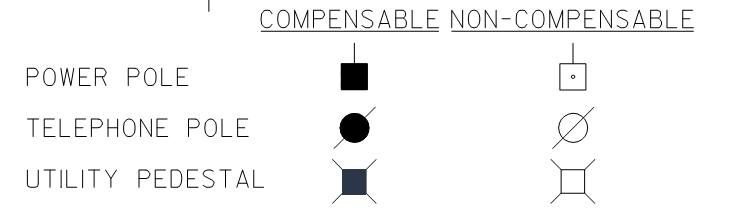 COMPENSABLE NON-COMPENSABLE
POWER POLE
TELEPHONE POLE
UTILITY PEDESTAL